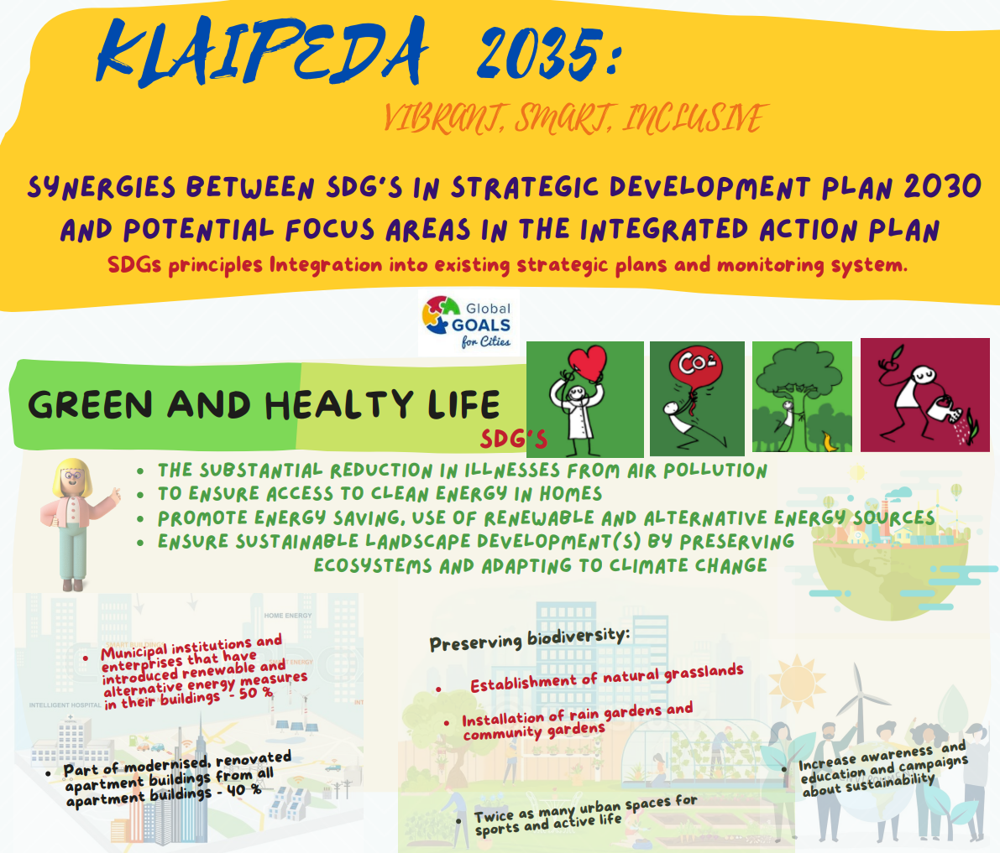 KLAIPEDA 2035:
VIBRANT, SMART, INCLUSIVE
SYNERGIES BETWEEN SDG'S IN STRATEGIC DEVELOPMENT PLAN 2030
AND POTENTIAL FOCUS AREAS IN THE INTEGRATED ACTION PLAN
SDGs principles Integration into existing strategic plans and monitoring system.
Global
GOALS
for Cities
GREEN AND HEALTY LIFE
SDG'S
CO2
• THE SUBSTANTIAL REDUCTION IN ILLNESSES FROM AIR POLLUTION
• TO ENSURE ACCESS TO CLEAN ENERGY IN HOMES
• PROMOTE ENERGY SAVING, USE OF RENEWABLE AND ALTERNATIVE ENERGY SOURCES
• ENSURE SUSTAINABLE LANDSCAPE DEVELOPMENT(S) BY PRESERVING
ECOSYSTEMS AND ADAPTING TO CLIMATE CHANGE
HOME ENERGY
SMART BUILDINGS
ENERGY
INTELLIGENT HOSPITAL
INT
• Municipal institutions and
enterprises that have
introduced renewable and
alternative energy measures
in their buildings - 50 %
• Part of modernised, renovated
apartment buildings from all
apartment buildings - 40 %
Preserving biodiversity:
• Establishment of natural grasslands
• Installation of rain gardens and
community gardens
• Twice as many urban spaces for
sports and active life
• Increase awareness and
education and campaigns
about sustainability